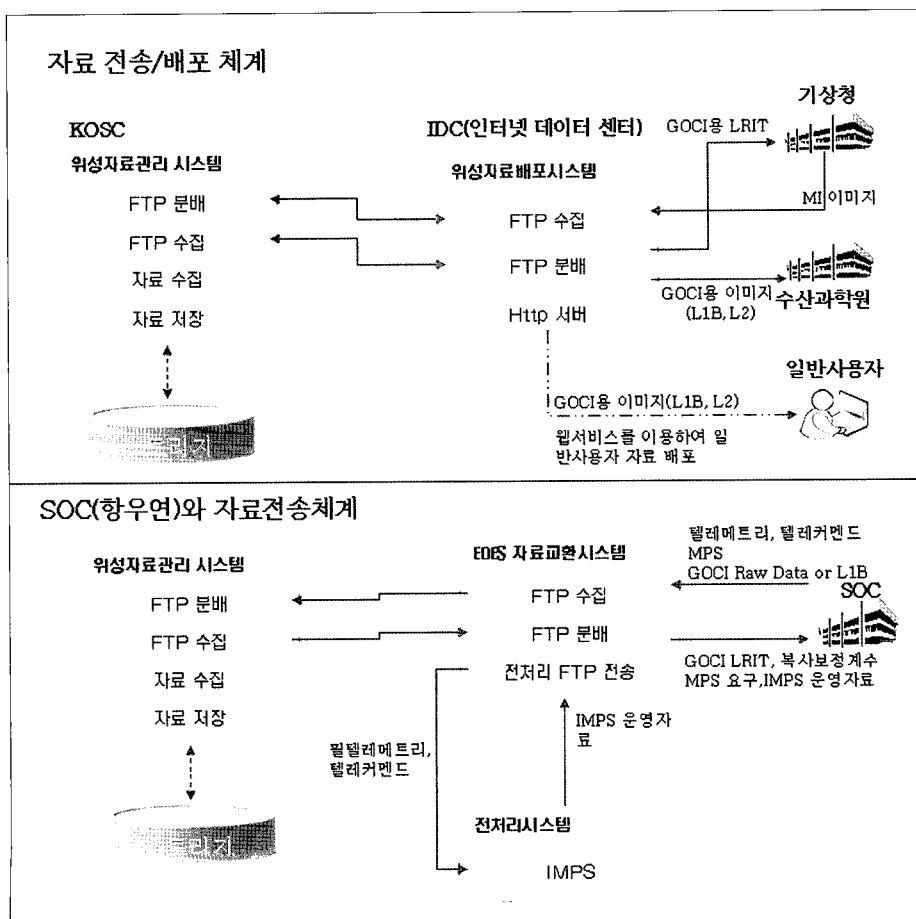 자료 전송/배포 체계
KOSC
위성자료관리 시스템
FTP 분배
FTP 수집
자료 수집
자료 저장
IDC(인터넷 데이터 센터)
위성자료배포시스템
FTP 수집
FTP 분배
Http 서버
GOCI용 LRIT
기상청
MI 이미지
GOCI용 이미지
(L1B, L2)
수산과학원
일반사용자
GOCI용 이미지(L1B, L2)
웹서비스를 이용하여 일
반사용자 자료 배포
SOC(항우연)와 자료전송체계
위성자료관리 시스템
FTP 분배
FTP 수집
자료 수집
자료 저장
EDES 자료교환시스템
FTP 수집
FTP 분배
전처리 FTP 전송
텔레메트리, 텔레커멘드
MPS
GOCI Raw Data or L1B
SOC
GOCI LRIT, 복사보정계수
MPS 요구,IMPS 운영자료
IMPS 운영자
료
필텔레메트리,
텔레커멘드
전처리시스템
IMPS